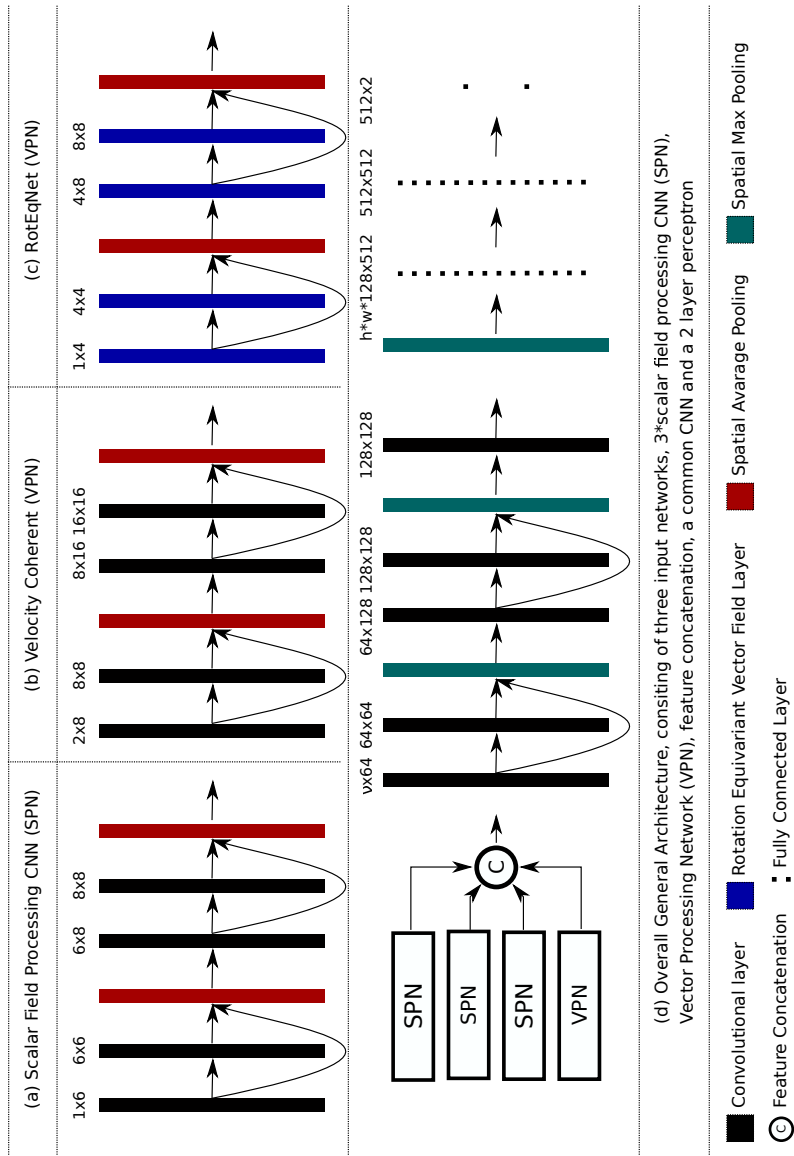 (a) Scalar Field Processing CNN (SPN)
1x6
6x6
6x8
8x8
(b) Velocity Coherent (VPN)
2x8
8x8
8x16
16x16
(c) RotEqNet (VPN)
1x4
4x4
4x8
8x8
SPN
SPN
SPN
VPN
C
νx64
64x64
64x128
128x128
128x128
h*w*128x512
512x512
512x2
(d) Overall General Architecture, consiting of three input networks, 3*scalar field processing CNN (SPN),
Vector Processing Network (VPN), feature concatenation, a common CNN and a 2 layer perceptron
Convolutional layer
Rotation Equivariant Vector Field Layer
Spatial Avarage Pooling
Spatial Max Pooling
C Feature Concatenation
Fully Connected Layer